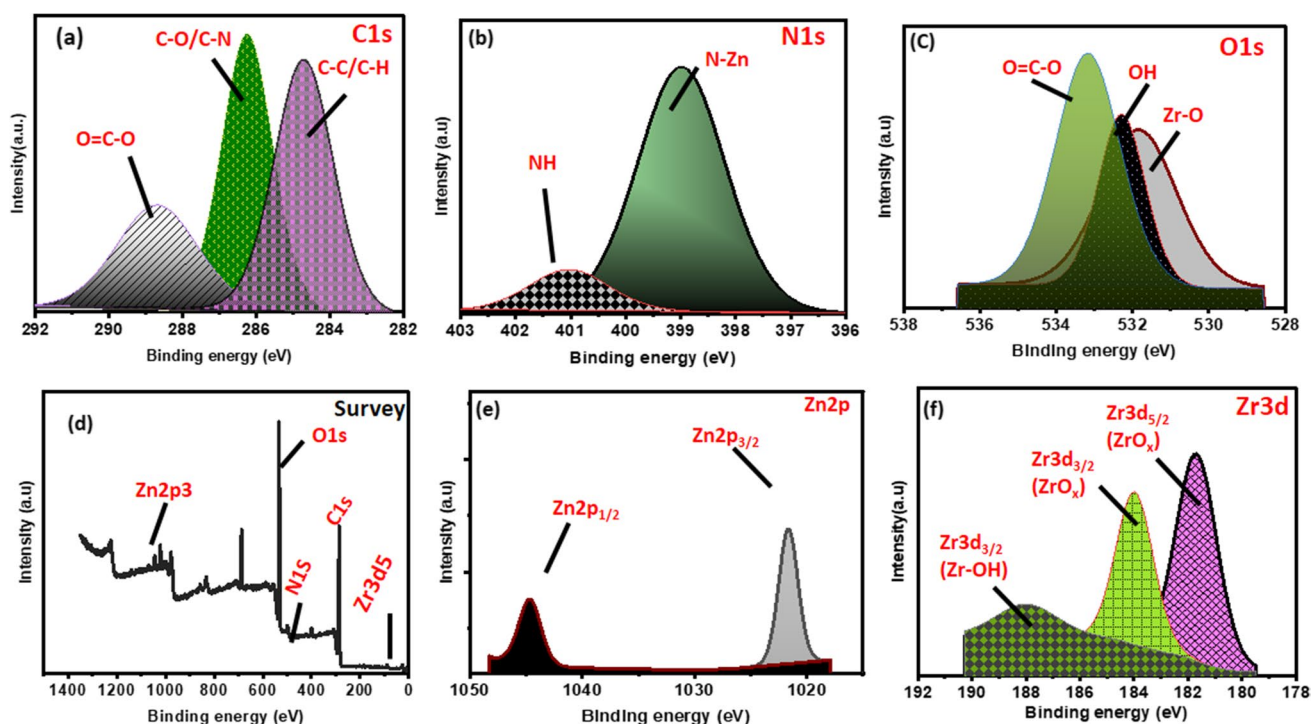 (a)
C1s
C-O/C-N
C-C/C-H
O=C-O
Intensity(a.u.)
292 290 288 286 284 282
Binding energy (eV)
(b)
N1s
N-Zn
NH
Intensity (a.u)
403 402 401 400 399 398 397 396
Binding energy (eV)
(C)
O1s
O=C-O
OH
Zr-O
Intensity (a.u)
538 536 534 532 530 528
BInding energy (eV)
(d)
Survey
O1s
Zn2p3
C1s
N1S
Zr3d5
Intensity (a.u)
1400 1200 1000 800 600 400 200 0
Binding energy (eV)
(e)
Zn2p
Zn2p3/2
Zn2p1/2
Intensity (a.u)
1050 1040 1030 1020
BInding energy (eV)
(f)
Zr3d
Zr3d5/2
(ZrOx)
Zr3d3/2
(ZrOx)
Zr3d3/2
(Zr-OH)
Intensity(a.u)
192 190 188 186 184 182 180 178
Binding energy (eV)